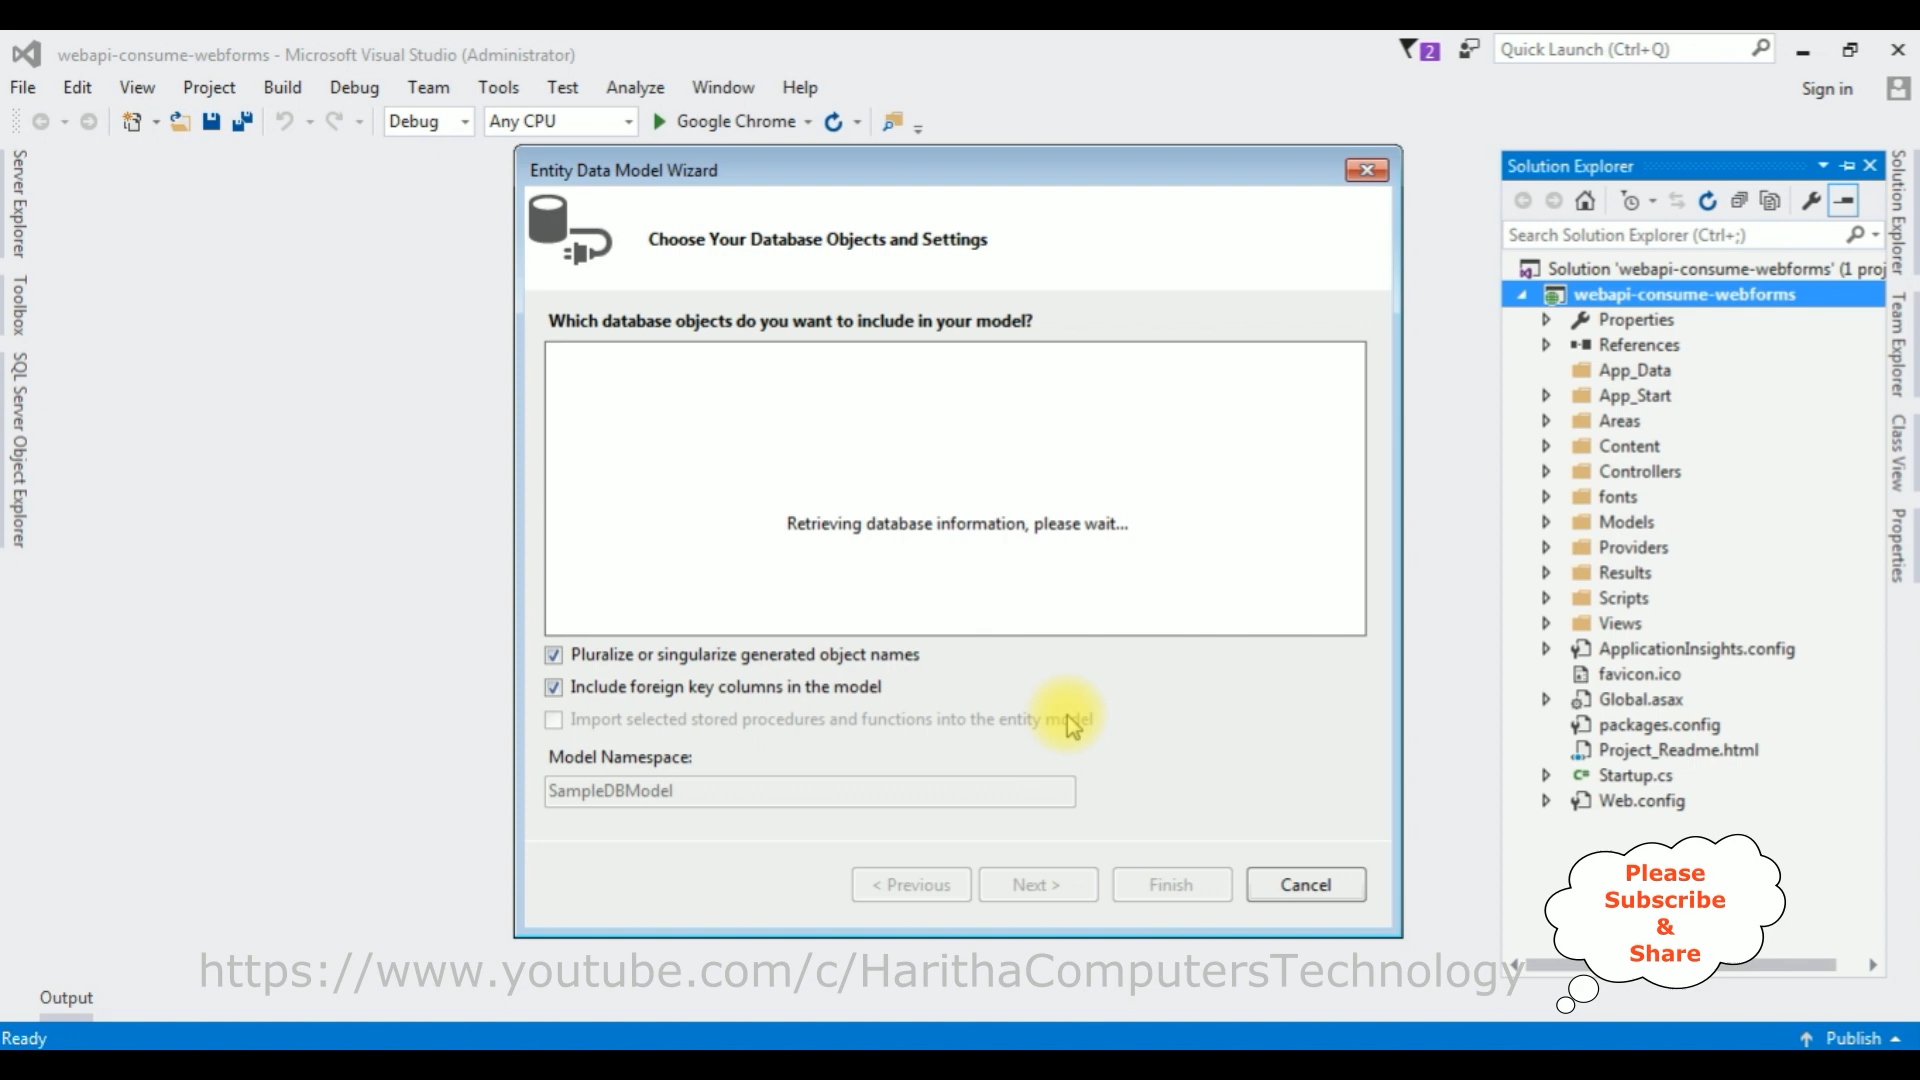 webapi-consume-webforms - Microsoft Visual Studio (Administrator)
2
Quick Launch (Ctrl+Q)
File Edit View Project Build Debug Team Tools Test Analyze Window Help
Sign in
Debug Any CPU Google Chrome
Server Explorer
Toolbox
SQL Server Object Explorer
Entity Data Model Wizard
Choose Your Database Objects and Settings
Which database objects do you want to include in your model?
Retrieving database information, please wait...
Pluralize or singularize generated object names
Include foreign key columns in the model
Import selected stored procedures and functions into the entity model
Model Namespace:
SampleDBModel
< Previous Next > Finish Cancel
Solution Explorer
Search Solution Explorer (Ctrl+;)
Solution 'webapi-consume-webforms' (1 proj
webapi-consume-webforms
Properties
References
App_Data
App_Start
Areas
Content
Controllers
fonts
Models
Providers
Results
Scripts
Views
ApplicationInsights.config
favicon.ico
Global.asax
packages.config
Project_Readme.html
Startup.cs
Web.config
Solution Explorer
Team Explorer
Class View
Properties
Please
Subscribe
&
Share
https://www.youtube.com/c/HarithaComputersTechnology
Output
Ready
Publish